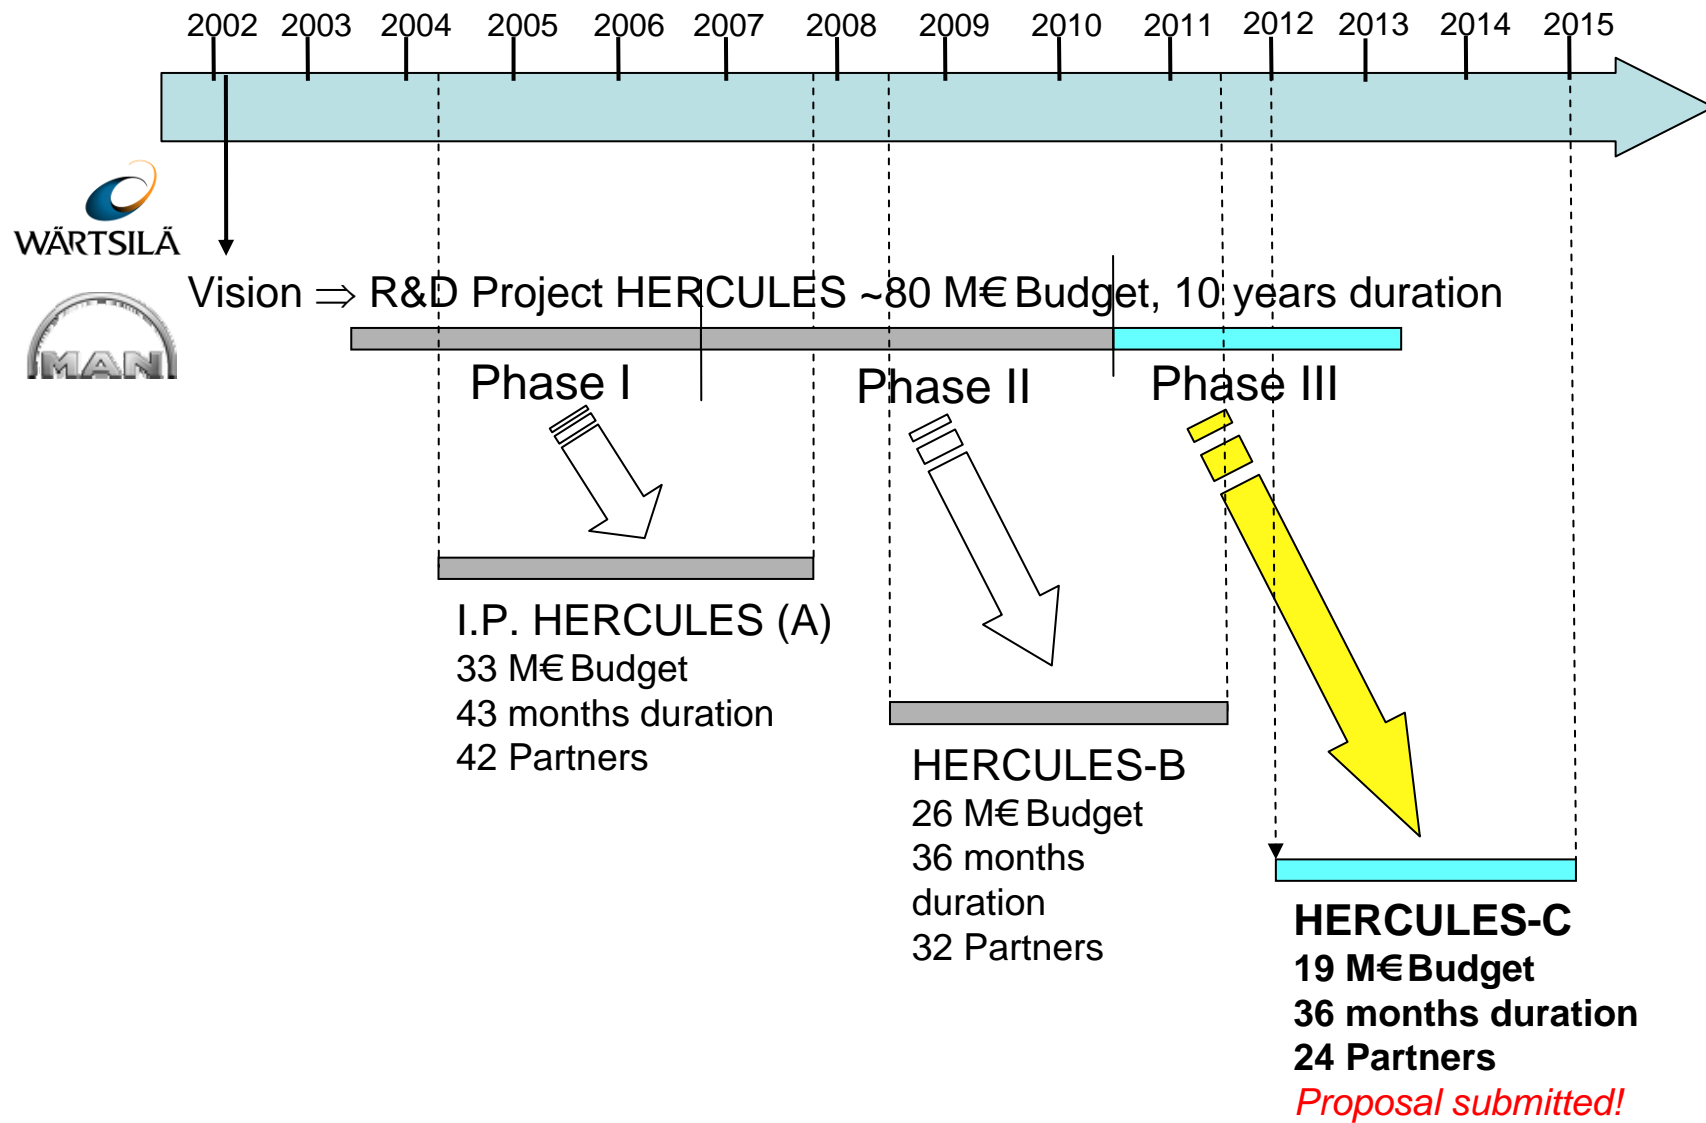 2002 2003 2004 2005 2006 2007 2008 2009 2010 2011 2012 2013 2014 2015
WÄRTSILÄ
Vision ⇒ R&D Project HERCULES ~80 M€ Budget, 10 years duration
MAN
Phase I Phase II Phase III
I.P. HERCULES (A)
33 M€ Budget
43 months duration
42 Partners
HERCULES-B
26 M€ Budget
36 months
duration
32 Partners
HERCULES-C
19 M€ Budget
36 months duration
24 Partners
Proposal submitted!